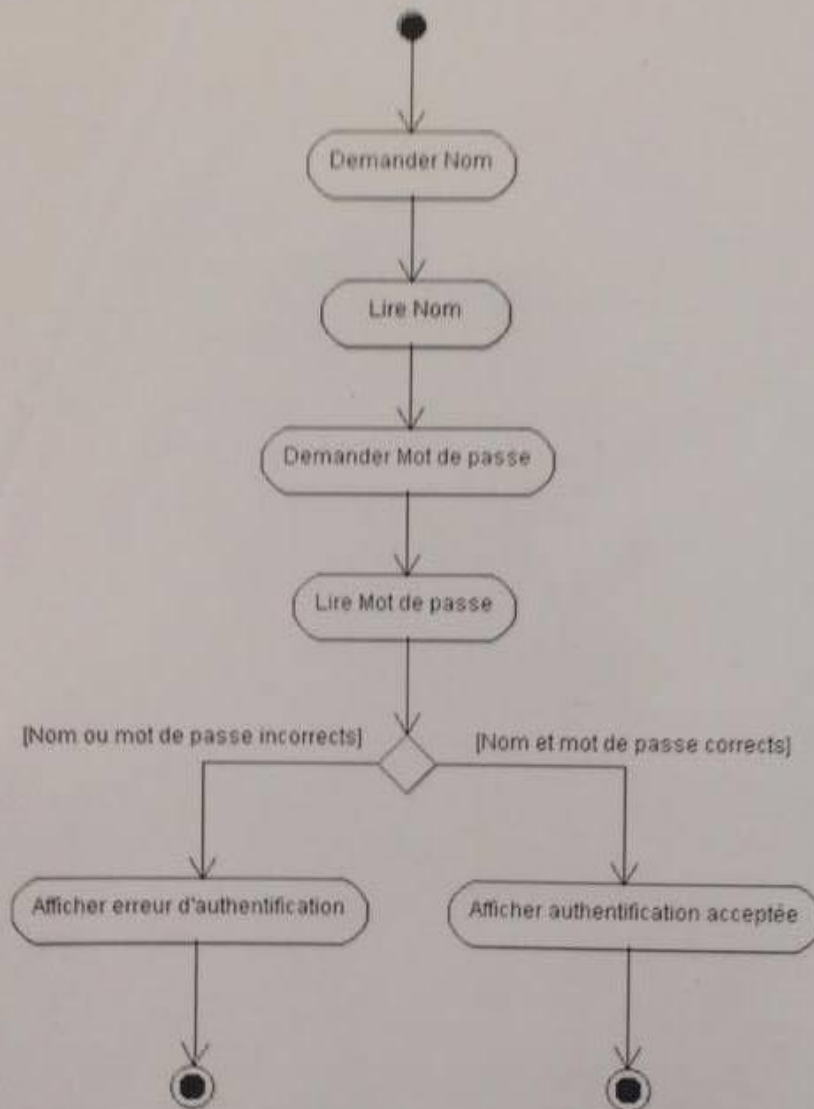 Demander Nom
Lire Nom
Demander Mot de passe
Lire Mot de passe
[Nom ou mot de passe incorrects]
[Nom et mot de passe corrects]
Afficher erreur d'authentification
Afficher authentification acceptée